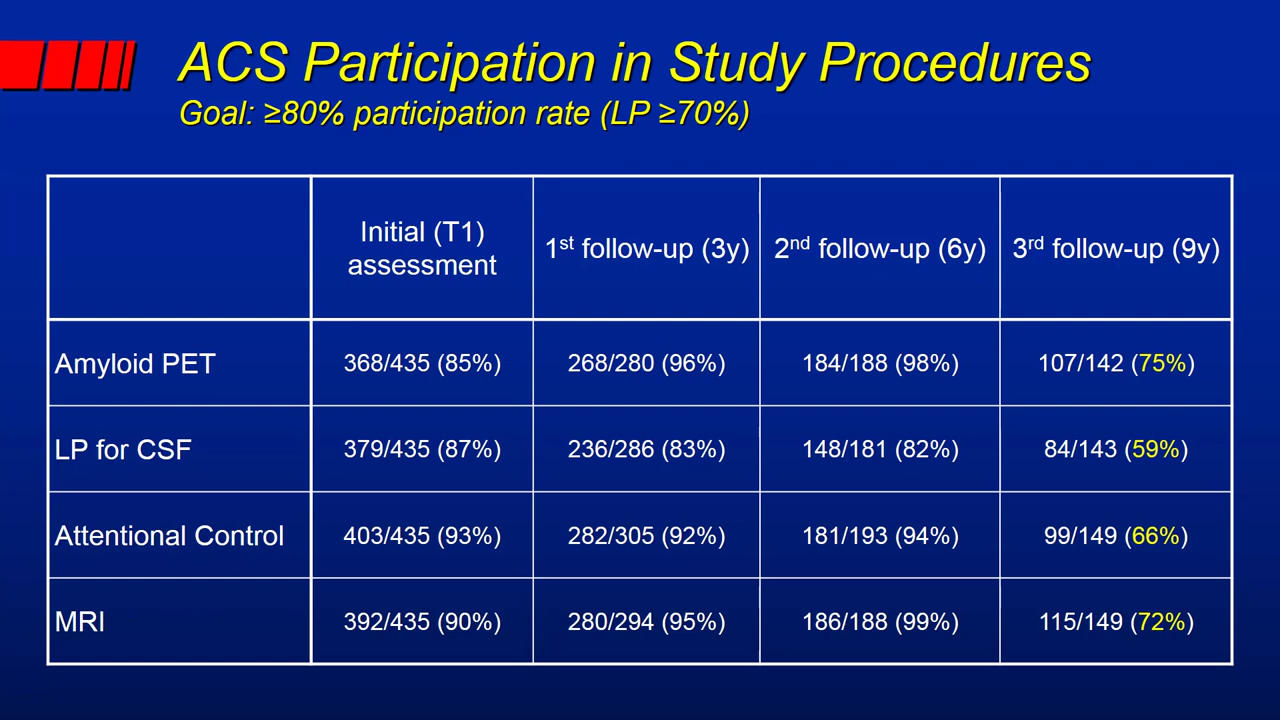 ACS Participation in Study Procedures
Goal: ≥80% participation rate (LP ≥70%)
Initial (T1) assessment 1st follow-up (3y) 2nd follow-up (6y) 3rd follow-up (9y)
Amyloid PET 368/435 (85%) 268/280 (96%) 184/188 (98%) 107/142 (75%)
LP for CSF 379/435 (87%) 236/286 (83%) 148/181 (82%) 84/143 (59%)
Attentional Control 403/435 (93%) 282/305 (92%) 181/193 (94%) 99/149 (66%)
MRI 392/435 (90%) 280/294 (95%) 186/188 (99%) 115/149 (72%)